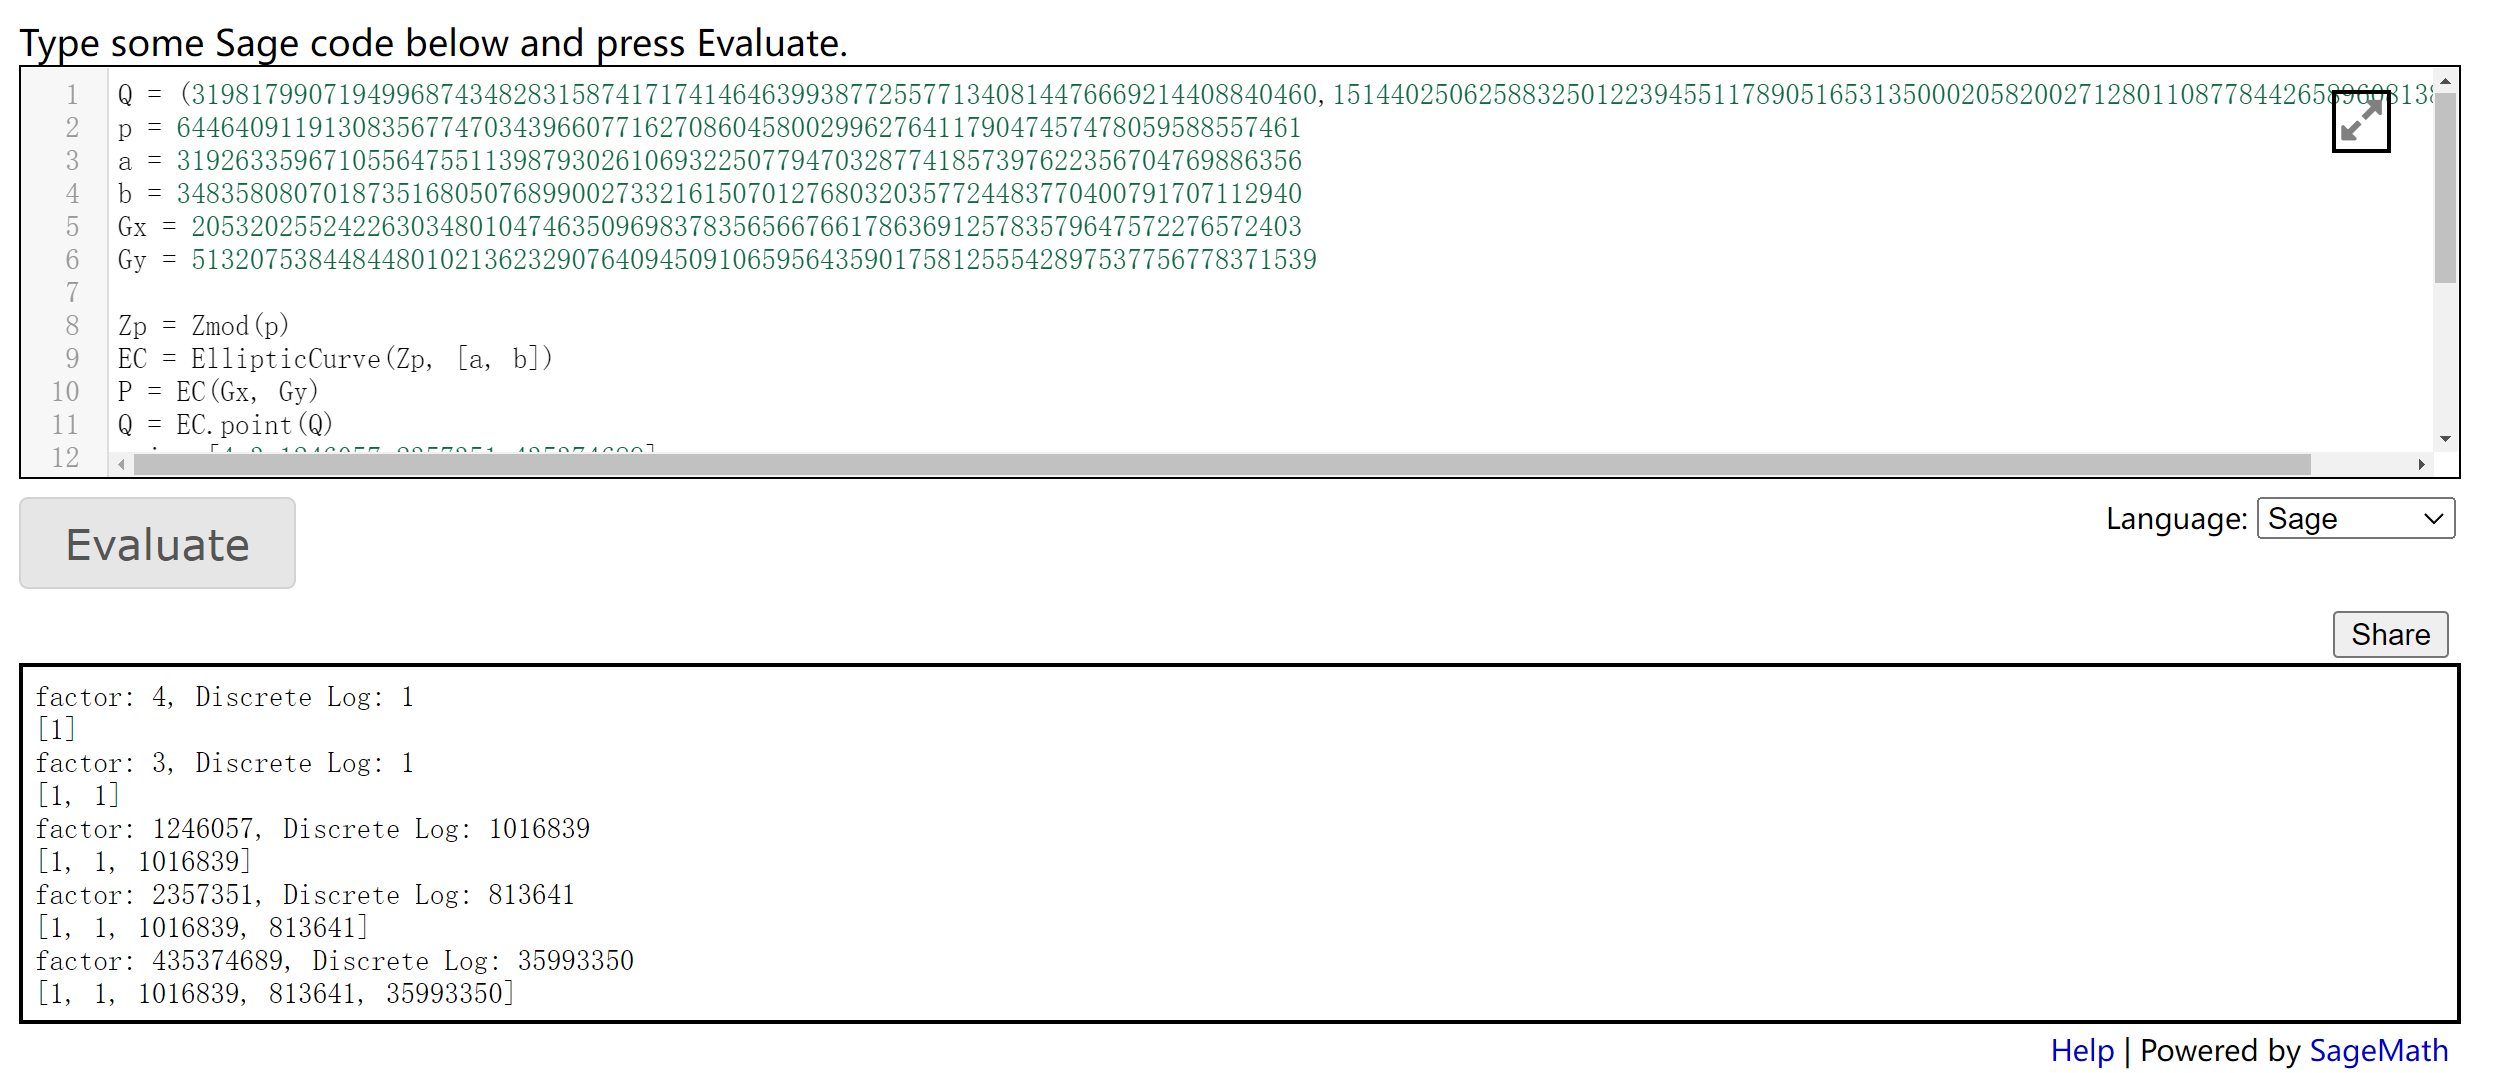 Type some Sage code below and press Evaluate.
1 Q = (31981799071949968743482831587417174146463993877255771340814476669214408840460,15144025062588325012239455117890516531350002058200271280110877844265896
2 p = 64464091191308356774703439660771627086045800299627641179047457478059588557461
3 a = 31926335967105564755113987930261069322507794703287741857397622356704769886356
4 b = 34835808070187351680507689900273321615070127680320357724483770400791707112940
5 Gx = 20532025524226303480104746350969837835656676617863691257835796475722765​72403
6 Gy = 51320753844844801021362329076409450910659564359017581255542897537756778371539
7
8 Zp = Zmod(p)
9 EC = EllipticCurve(Zp, [a, b])
10 P = EC(Gx, Gy)
11 Q = EC.point(Q)
12
Evaluate
Language: Sage
Share
factor: 4, Discrete Log: 1
[1]
factor: 3, Discrete Log: 1
[1, 1]
factor: 1246057, Discrete Log: 1016839
[1, 1, 1016839]
factor: 2357351, Discrete Log: 813641
[1, 1, 1016839, 813641]
factor: 435374689, Discrete Log: 35993350
[1, 1, 1016839, 813641, 35993350]
Help | Powered by SageMath